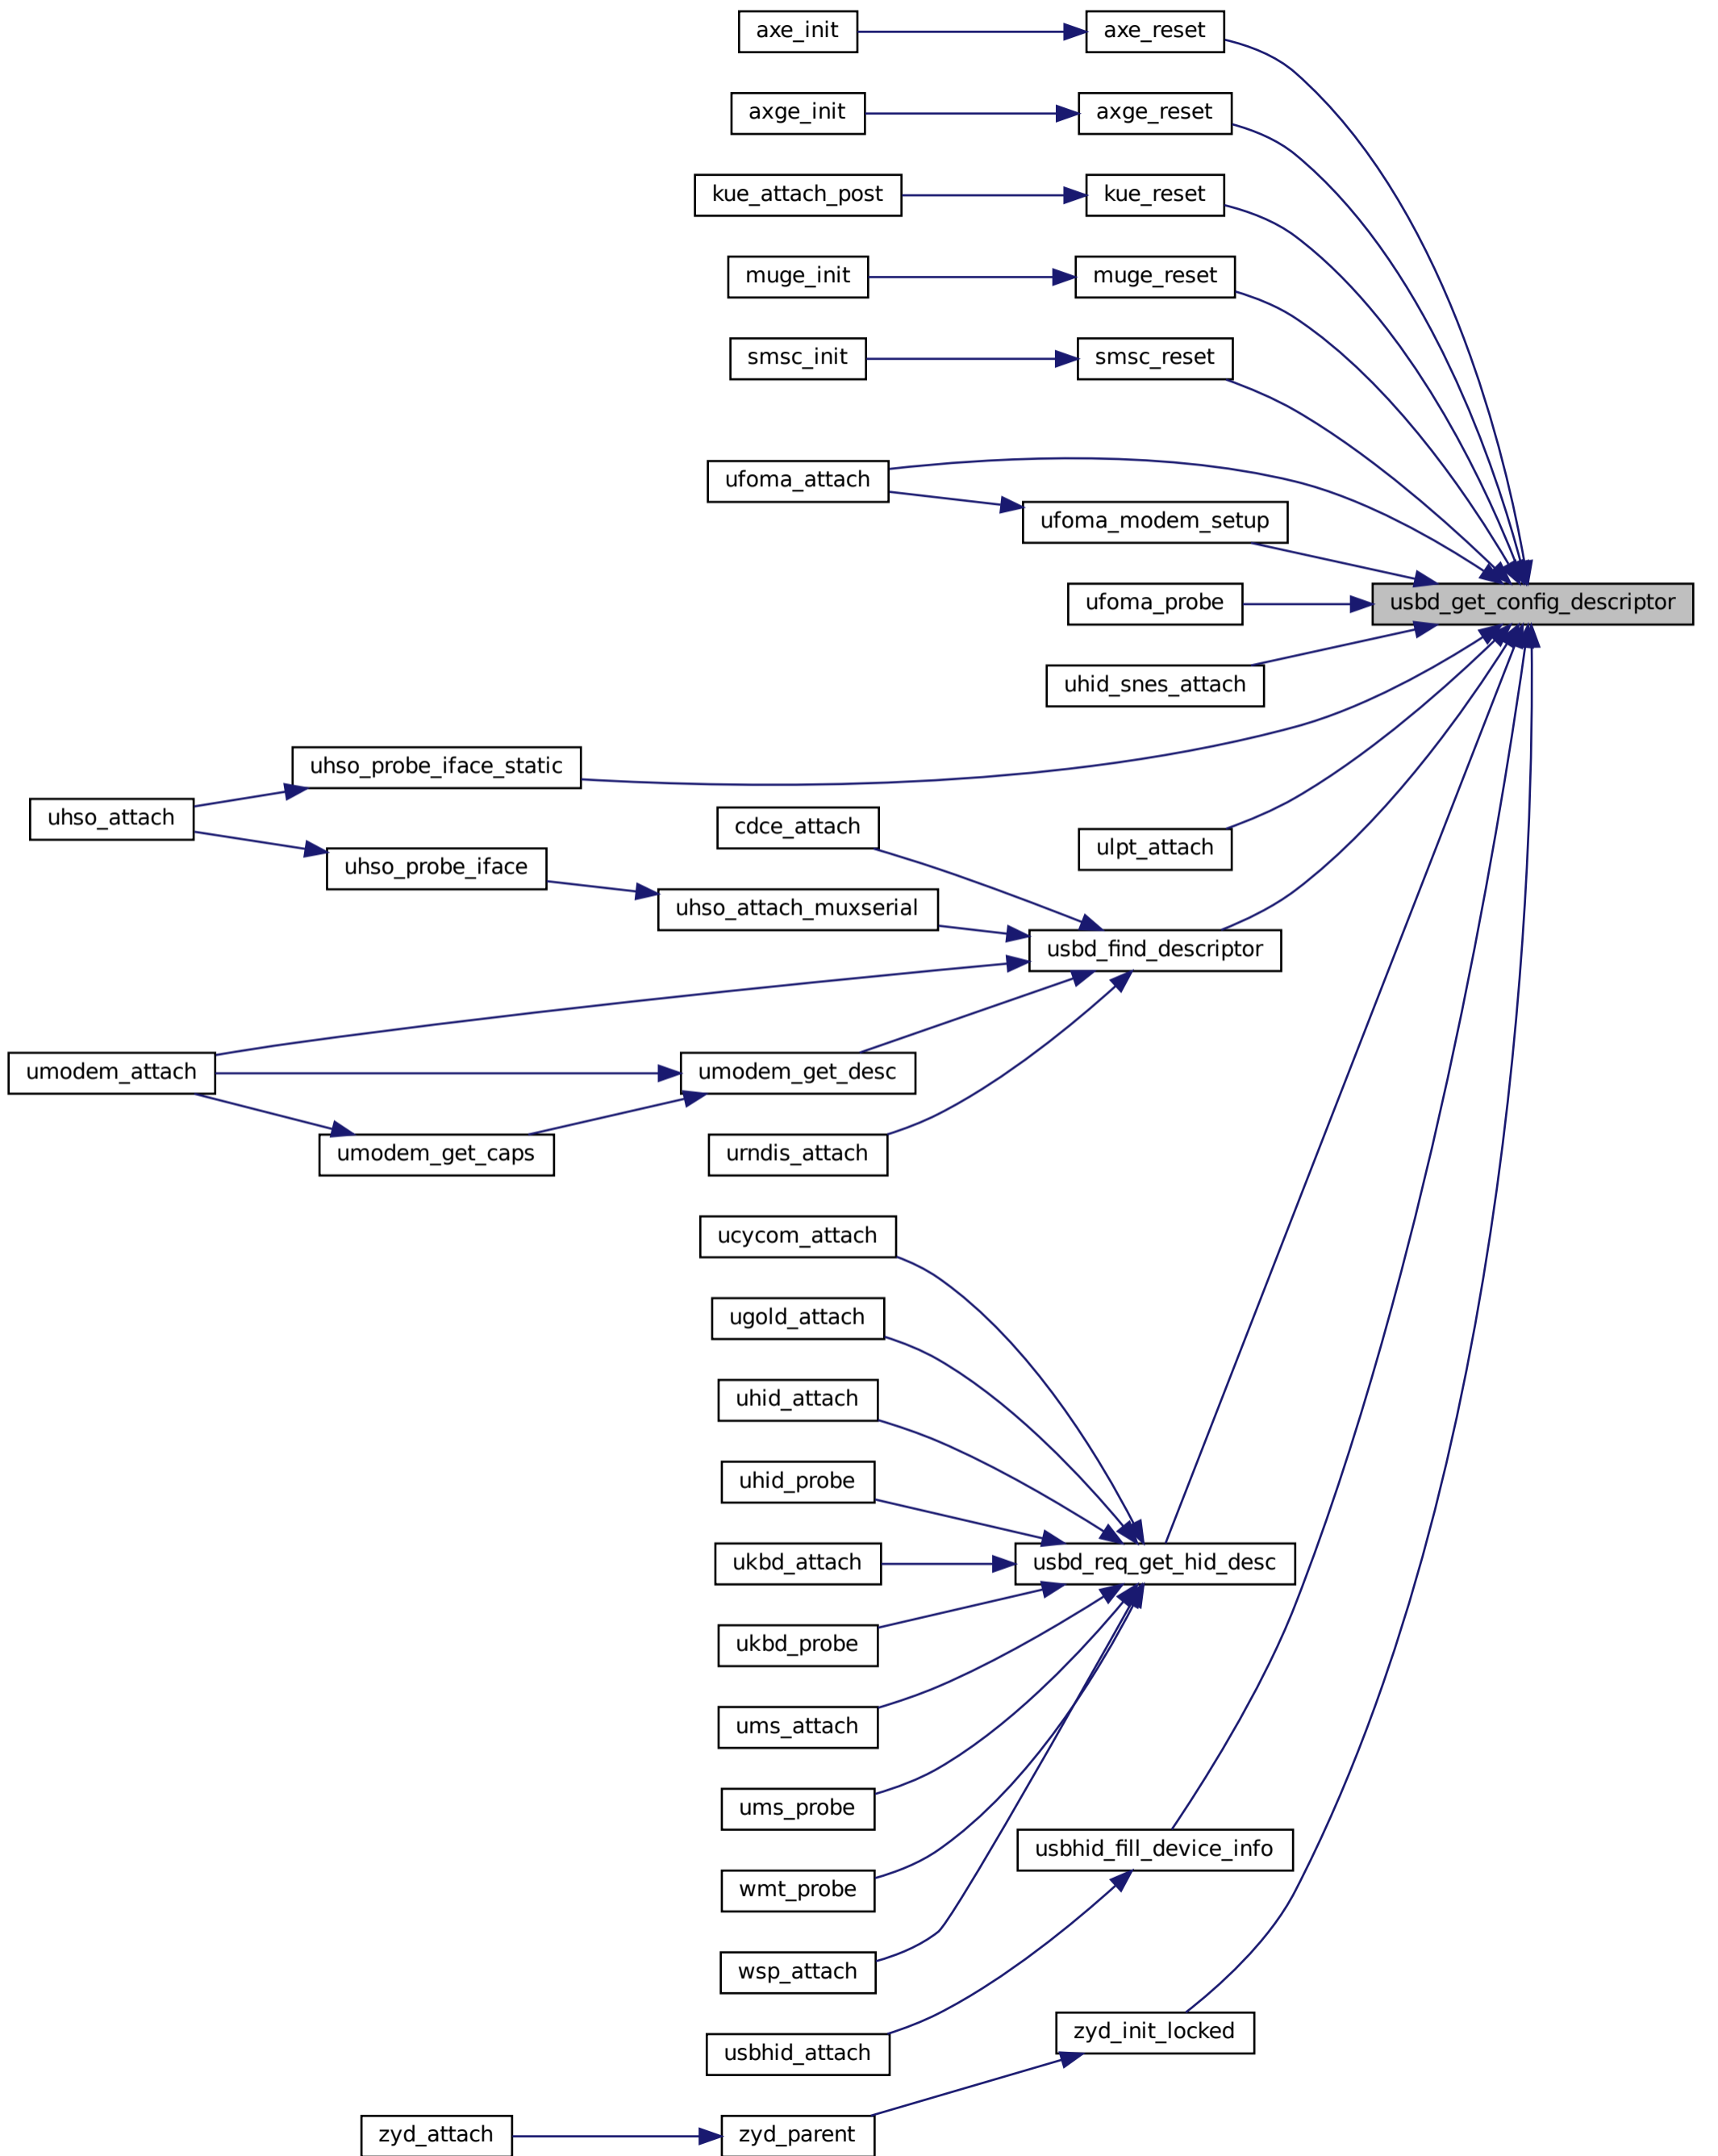 axe_init
axe_reset
axge_init
axge_reset
kue_attach_post
kue_reset
muge_init
muge_reset
smsc_init
smsc_reset
ufoma_attach
ufoma_modem_setup
ufoma_probe
usbd_get_config_descriptor
uhid_snes_attach
uhso_probe_iface_static
uhso_attach
cdce_attach
ulpt_attach
uhso_probe_iface
uhso_attach_muxserial
usbd_find_descriptor
umodem_attach
umodem_get_desc
umodem_get_caps
urndis_attach
ucycom_attach
ugold_attach
uhid_attach
uhid_probe
ukbd_attach
usbd_req_get_hid_desc
ukbd_probe
ums_attach
ums_probe
usbhid_fill_device_info
wmt_probe
wsp_attach
zyd_init_locked
usbhid_attach
zyd_attach
zyd_parent